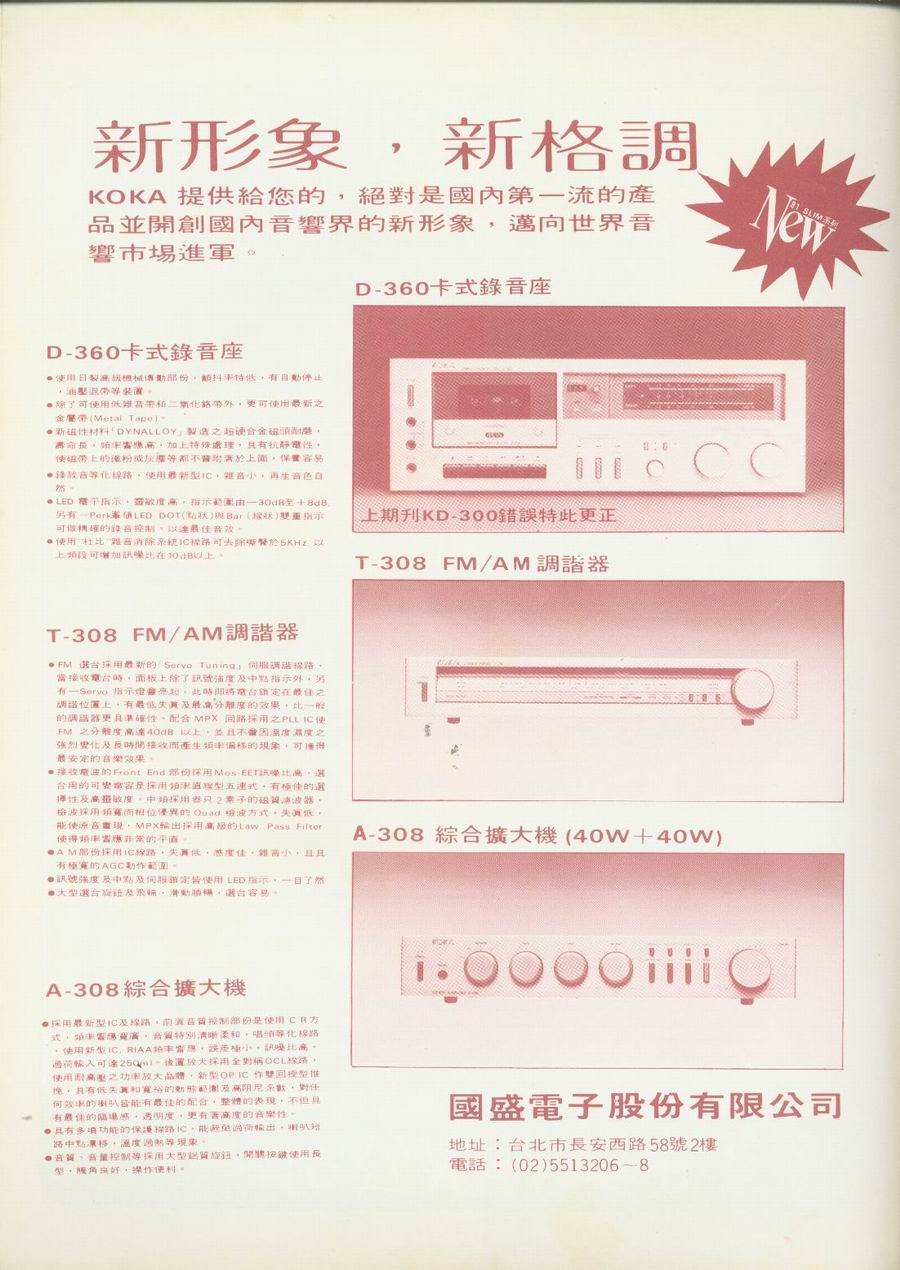 新形象，新格調
KOKA 提供給您的，絕對是國內第一流的產
品並開創國內音響界的新形象，邁向世界音
響市場進軍。
'81 SLIM系列
New
D-360卡式錄音座
●使用日製高級機械傳動部份，顫抖率特低，有自動停止
，油壓退帶等裝置。
●除了可使用低雜音帶和二氧化鉻帶外，更可使用最新之
金屬帶(Metal Tape)。
●新磁性材料「DYNALLOY」製造之超硬合金磁頭耐磨，
壽命長，頻率響應高，加上特殊處理，具有抗靜電性，
使磁帶上的鐵粉或灰塵等都不會附著於上面，保養容易
●錄放音等化線路，使用最新型IC，雜音小，再生音色自
然。
●LED 電平指示，靈敏度高，指示範圍由－30dB至＋8dB,
另有一Perk峯值LED DOT(點狀)與Bar(線狀)雙重指示
可做精確的錄音控制。以達最佳音效。
●使用"杜比"雜音消除系統IC線路可去除嘶聲於5KHz 以
上頻段可增加訊噪比在10dB以上。
T-308 FM/AM調諧器
●FM 選台採用最新的「Servo Tuning」伺服調諧線路，
當接收電台時，面板上除了訊號強度及中點指示外，另
有一Servo 指示燈會亮起，此時即將電台鎖定在最佳之
調諧位置上，有最低失真及最高分離度的效果，比一般
的調諧器更具準確性。配合 MPX 回路採用之PLL IC使
FM 之分離度高達40dB 以上，並且不會因溫度濕度之
強烈變化及長時間接收而產生頻率偏移的現象，可獲得
最安定的音樂效果。
●接收電波的Front End 部份採用Mos-EET訊噪比高，選
台用的可變電容是採用頻率直線型五連式，有極佳的選
擇性及高靈敏度。中頻採用叁只２素子的磁質濾波器，
檢波採用頻寬而相位優異的 Quad 檢波方式，失真低，
能使原音重現，MPX輸出採用高級的Law Pass Filter
使得頻率響應非常的平直。
●A M部份採用IC線路，失真低，感度佳，雜音小，且具
有極寬的AGC動作範圍。
●訊號強度及中點及伺服鎖定皆使用 LED指示，一目了然
●大型選台旋鈕及飛輪，滑動順暢，選台容易。
A-308綜合擴大機
●採用最新型IC及線路，前置音質控制部份是使用 C R方
式，頻率響應寬廣，音質特別清晰柔和，唱頭等化線路
，使用新型IC, RIAA頻率響應，誤差極小，訊噪比高，
過荷輸入可達250ml。後置放大採用全對稱OCL線路，
使用耐高壓之功率放大晶體，新型OP IC 作雙回授型推
挽，具有低失真和寬裕的動態範圍及高阻尼系數，對任
何效率的喇叭皆能有最佳的配合，整體的表現，不但具
有最佳的臨場感，透明度，更有著高度的音樂性。
●具有多項功能的保護線路IC，能避免過荷輸出，喇叭短
路中點漂移，溫度過熱等現象。
●音質、音量控制等採用大型鋁質旋鈕，開關按鍵使用長
型，觸角良好，操作便利。
D-360卡式錄音座
KOKA
上期刊KD-300錯誤特此更正
T-308 FM/AM調諧器
KOKA
A-308 綜合擴大機 (40W＋40W)
KOKA
國盛電子股份有限公司
地址：台北市長安西路58號2樓
電話：(02)5513206～8